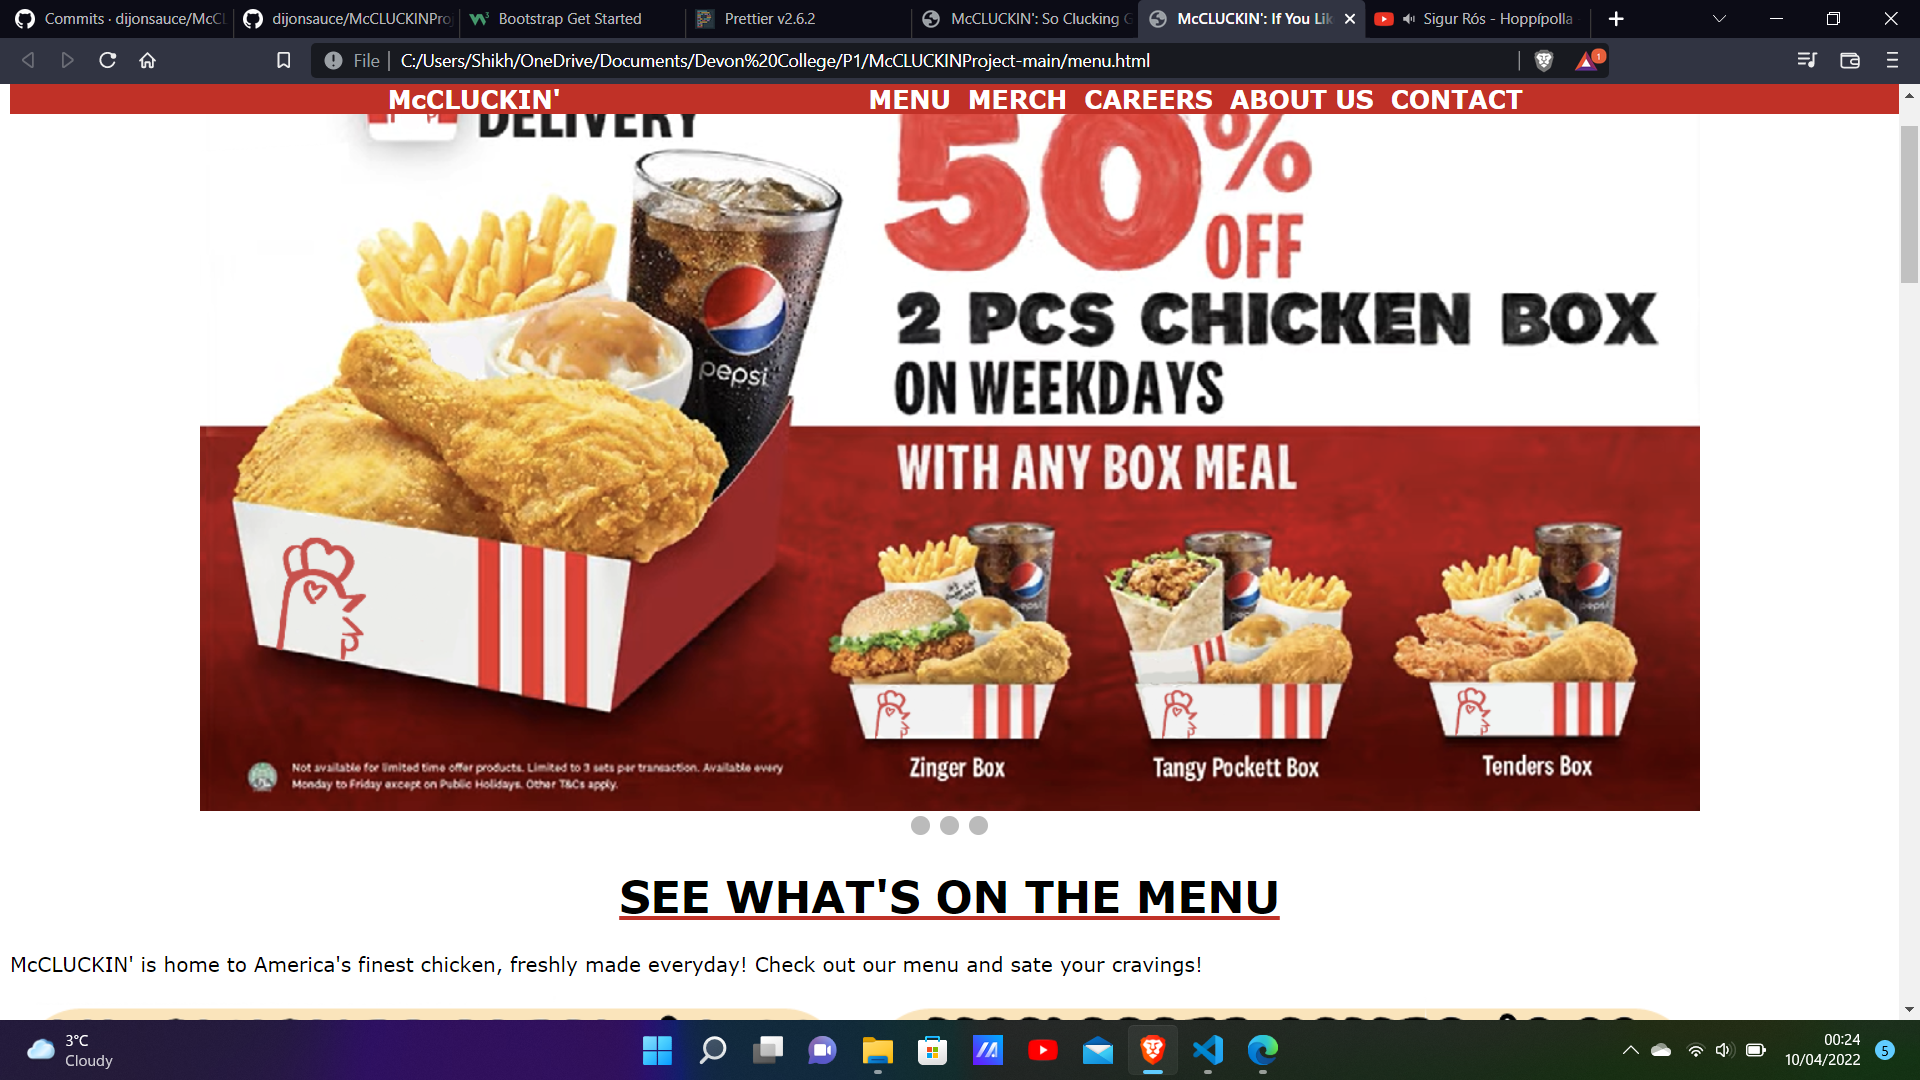 Commits · dijonsauce/McCL
dijonsauce/McCLUCKINProj
Bootstrap Get Started
Prettier v2.6.2
McCLUCKIN': So Clucking G
McCLUCKIN': If You Lik
Sigur Rós - Hoppípolla
File
C:/Users/Shikh/OneDrive/Documents/Devon%20College/P1/McCLUCKINProject-main/menu.html
1
McCLUCKIN' MENU MERCH CAREERS ABOUT US CONTACT
DELIVERY
50% OFF
2 PCS CHICKEN BOX
ON WEEKDAYS
WITH ANY BOX MEAL
pepsi
Zinger Box
Tangy Pockett Box
Tenders Box
Not available for limited time offer products. Limited to 3 sets per transaction. Available every
Monday to Friday except on Public Holidays. Other T&Cs apply.
SEE WHAT'S ON THE MENU
McCLUCKIN' is home to America's finest chicken, freshly made everyday! Check out our menu and sate your cravings!
3°C
Cloudy
00:24
10/04/2022
5